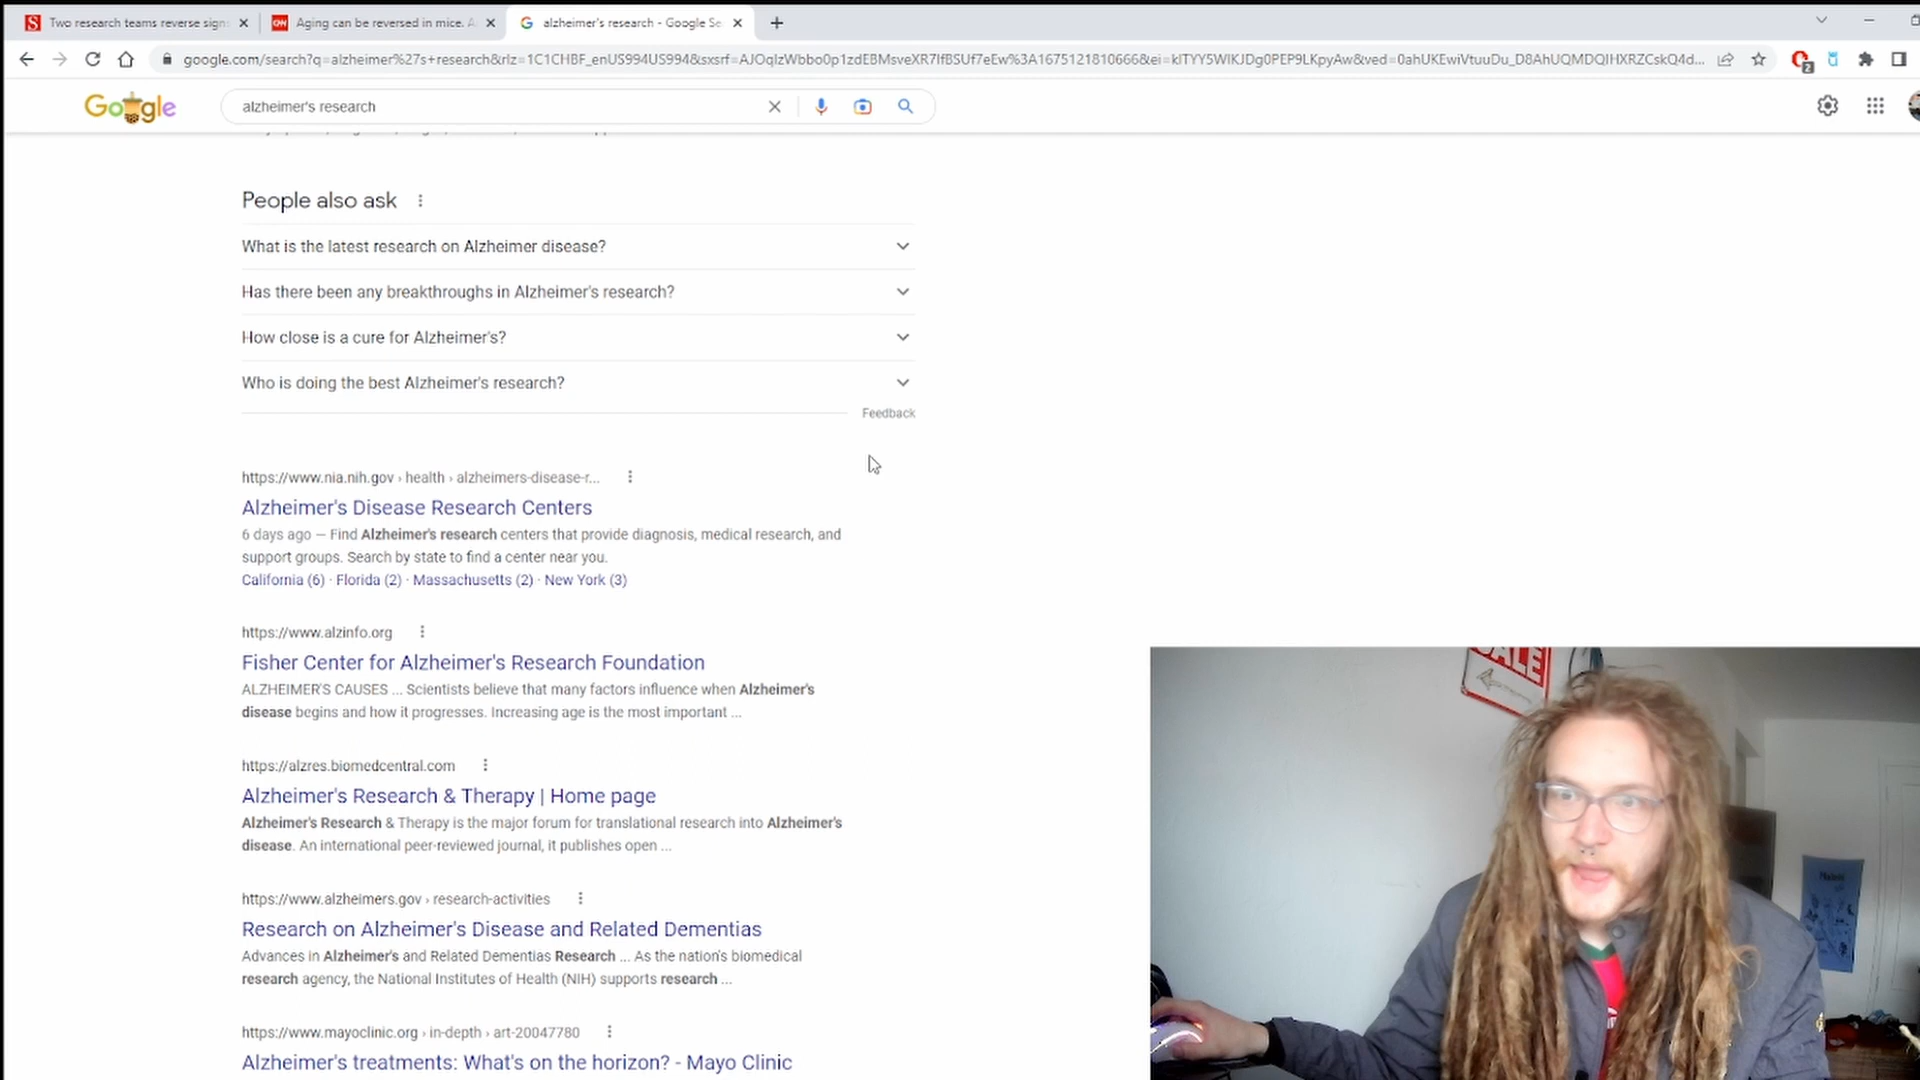 Two research teams reverse sign
Aging can be reversed in mice. A
alzheimer's research - Google Se
google.com/search?q=alzheimer%27s+research&rlz=1C1CHBF_enUS994US994&sxsrf=AJOqlzWbbo0p1zdEBMsveXR7lfBSUf7eEw%3A1675121810666&ei=kITYY5WIKJDg0PEP9LKpyAw&ved=0ahUKEwiVtuuDu_D8AhUQMDQIHXRZCskQ4d...
2
Google
alzheimer's research
People also ask
What is the latest research on Alzheimer disease?
Has there been any breakthroughs in Alzheimer's research?
How close is a cure for Alzheimer's?
Who is doing the best Alzheimer's research?
Feedback
https://www.nia.nih.gov › health › alzheimers-disease-r...
Alzheimer's Disease Research Centers
6 days ago — Find Alzheimer's research centers that provide diagnosis, medical research, and
support groups. Search by state to find a center near you.
California (6) · Florida (2) · Massachusetts (2) · New York (3)
https://www.alzinfo.org
Fisher Center for Alzheimer's Research Foundation
ALZHEIMER'S CAUSES ... Scientists believe that many factors influence when Alzheimer's
disease begins and how it progresses. Increasing age is the most important ...
https://alzres.biomedcentral.com
Alzheimer's Research & Therapy | Home page
Alzheimer's Research & Therapy is the major forum for translational research into Alzheimer's
disease. An international peer-reviewed journal, it publishes open ...
https://www.alzheimers.gov › research-activities
Research on Alzheimer's Disease and Related Dementias
Advances in Alzheimer's and Related Dementias Research ... As the nation's biomedical
research agency, the National Institutes of Health (NIH) supports research ...
https://www.mayoclinic.org › in-depth › art-20047780
Alzheimer's treatments: What's on the horizon? - Mayo Clinic
SALE